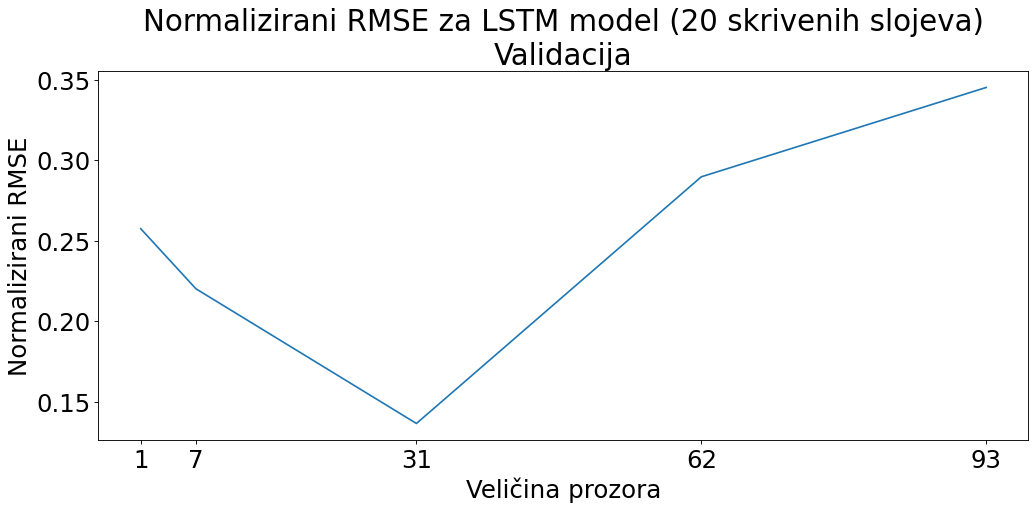 Normalizirani RMSE za LSTM model (20 skrivenih slojeva)
Validacija
Normalizirani RMSE
0.35
0.30
0.25
0.20
0.15
1 7 31 62 93
Veličina prozora